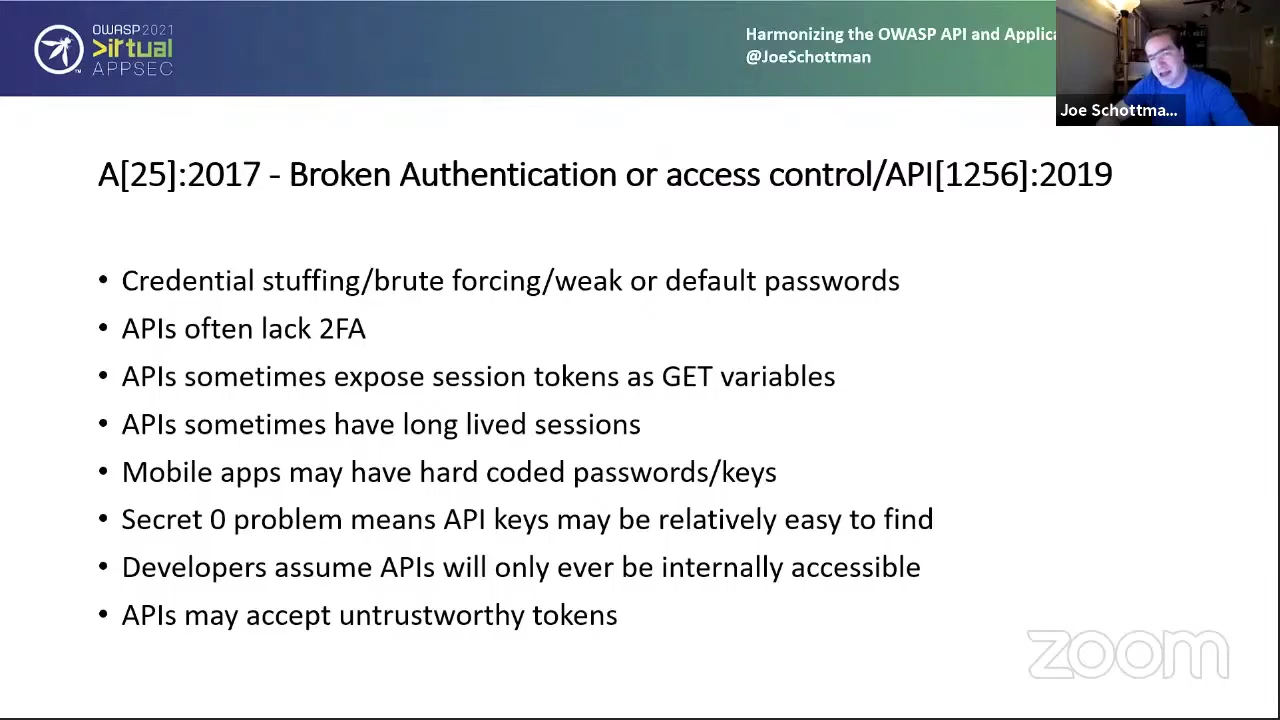 OWASP2021
>irtual
APPSEC
Harmonizing the OWASP API and Applica
@JoeSchottman
Joe Schottma...
A[25]:2017 - Broken Authentication or access control/API[1256]:2019
• Credential stuffing/brute forcing/weak or default passwords
• APIs often lack 2FA
• APIs sometimes expose session tokens as GET variables
• APIs sometimes have long lived sessions
• Mobile apps may have hard coded passwords/keys
• Secret 0 problem means API keys may be relatively easy to find
• Developers assume APIs will only ever be internally accessible
• APIs may accept untrustworthy tokens
zoom